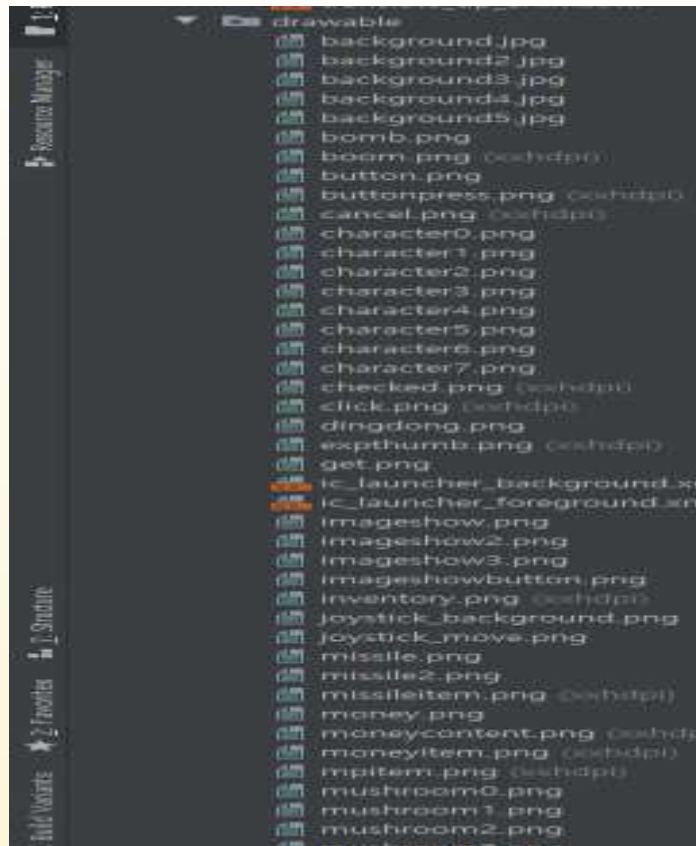 drawable
background.jpg
background2.jpg
background3.jpg
background4.jpg
background5.jpg
bomb.png
boom.png (xxhdpi)
button.png
buttonpress.png (xxhdpi)
cancel.png (xxhdpi)
character0.png
character1.png
character2.png
character3.png
character4.png
character5.png
character6.png
character7.png
checked.png (xxhdpi)
click.png (xxhdpi)
dingdong.png
expthumb.png (xxhdpi)
get.png
ic_launcher_background.x
ic_launcher_foreground.x
imageshow.png
imageshow2.png
imageshow3.png
imageshowbutton.png
inventory.png (xxhdpi)
joystick_background.png
joystick_move.png
missile.png
missile2.png
missileitem.png (xxhdpi)
money.png
moneycontent.png (xxhdp
moneyitem.png (xxhdpi)
mpitem.png (xxhdpi)
mushroom0.png
mushroom1.png
mushroom2.png
Resource Manager
7: Structure
2: Favorites
Build Variants